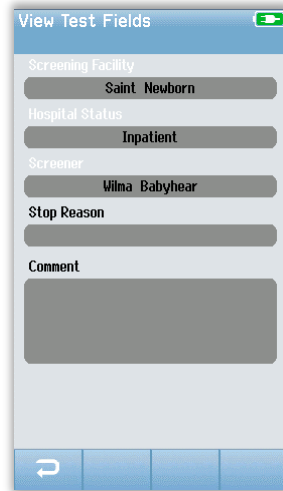 View Test Fields
Screening Facility
Saint Newborn
Hospital Status
Inpatient
Screener
Wilma Babyhear
Stop Reason
Comment